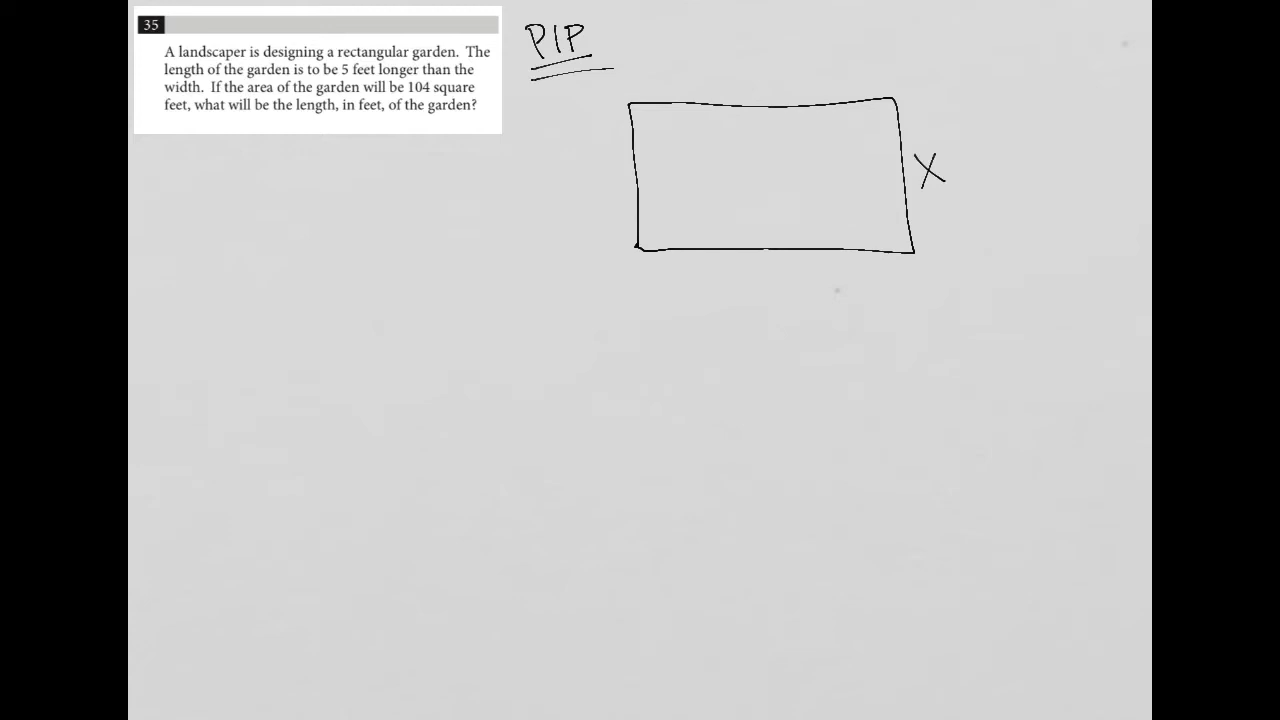 35
A landscaper is designing a rectangular garden. The
length of the garden is to be 5 feet longer than the
width. If the area of the garden will be 104 square
feet, what will be the length, in feet, of the garden?
PIP
X